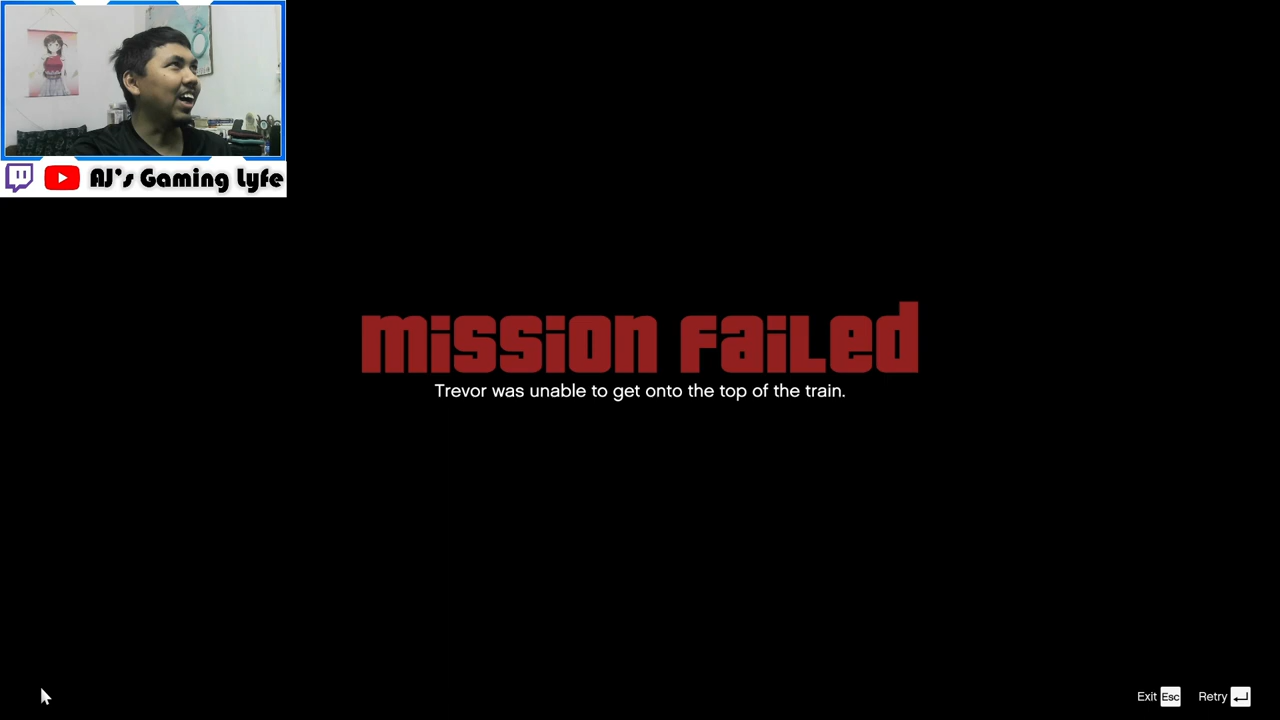 AJ's Gaming Lyfe
mission failed
Trevor was unable to get onto the top of the train.
Exit Esc Retry